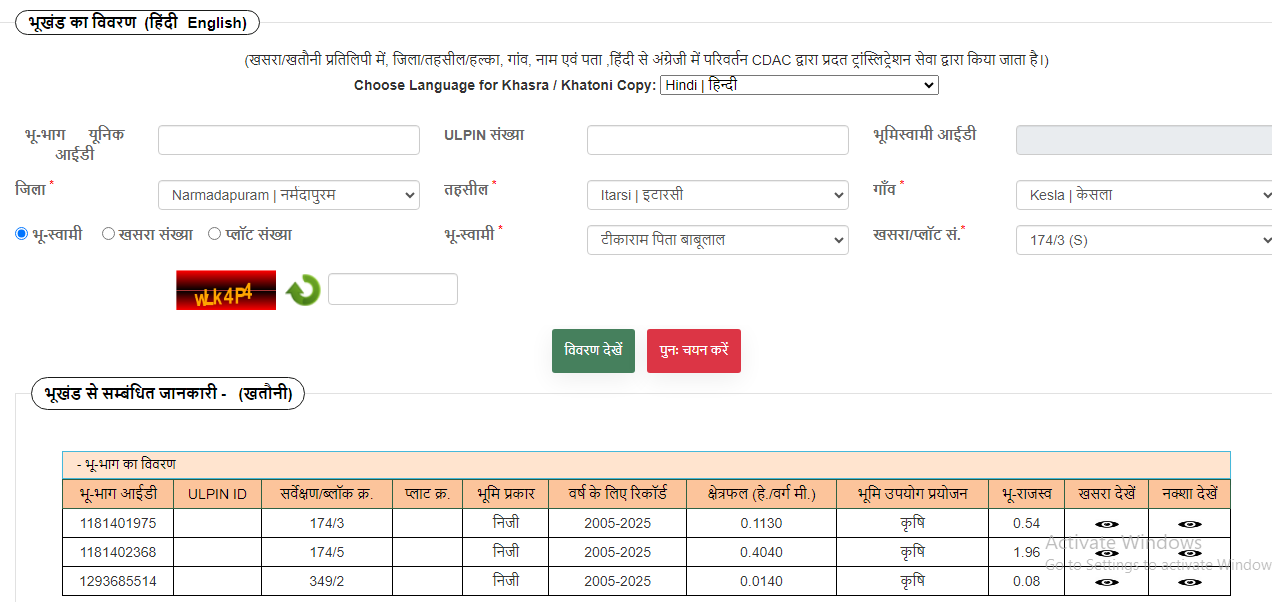 भूखंड का विवरण (हिंदी English)
(खसरा/खतौनी प्रतिलिपी में, जिला/तहसील/हल्का, गांव, नाम एवं पता ,हिंदी से अंग्रेजी में परिवर्तन CDAC द्वारा प्रदत ट्रांस्लिट्रेशन सेवा द्वारा किया जाता है।)
Choose Language for Khasra / Khatoni Copy: Hindi | हिन्दी
भू-भाग यूनिक आईडी
ULPIN संख्या
भूमिस्वामी आईडी
जिला * Narmadapuram | नर्मदापुरम तहसील * Itarsi | इटारसी गाँव * Kesla | केसला
भू-स्वामी खसरा संख्या प्लॉट संख्या भू-स्वामी * टीकाराम पिता बाबूलाल खसरा/प्लॉट सं.* 174/3 (S)
wLk4P4
विवरण देखें पुनः चयन करें
भूखंड से सम्बंधित जानकारी - (खतौनी)
- भू-भाग का विवरण
भू-भाग आईडी ULPIN ID सर्वेक्षण/ब्लॉक क्र. प्लाट क्र. भूमि प्रकार वर्ष के लिए रिकॉर्ड क्षेत्रफल (हे./वर्ग मी.) भूमि उपयोग प्रयोजन भू-राजस्व खसरा देखें नक्शा देखें
1181401975 174/3 निजी 2005-2025 0.1130 कृषि 0.54
1181402368 174/5 निजी 2005-2025 0.4040 कृषि 1.96
1293685514 349/2 निजी 2005-2025 0.0140 कृषि 0.08
Activate Windows
Go to Settings to activate Window